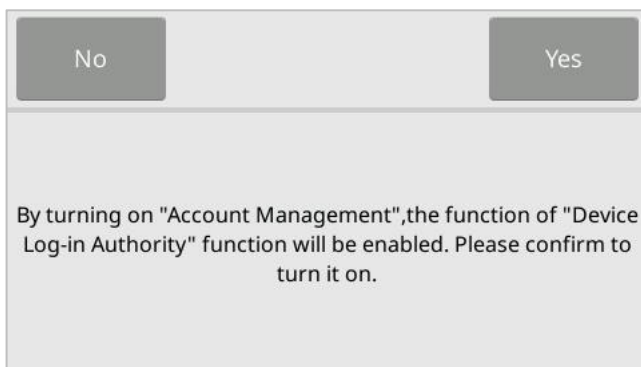 No
Yes
By turning on "Account Management",the function of "Device
Log-in Authority" function will be enabled. Please confirm to
turn it on.